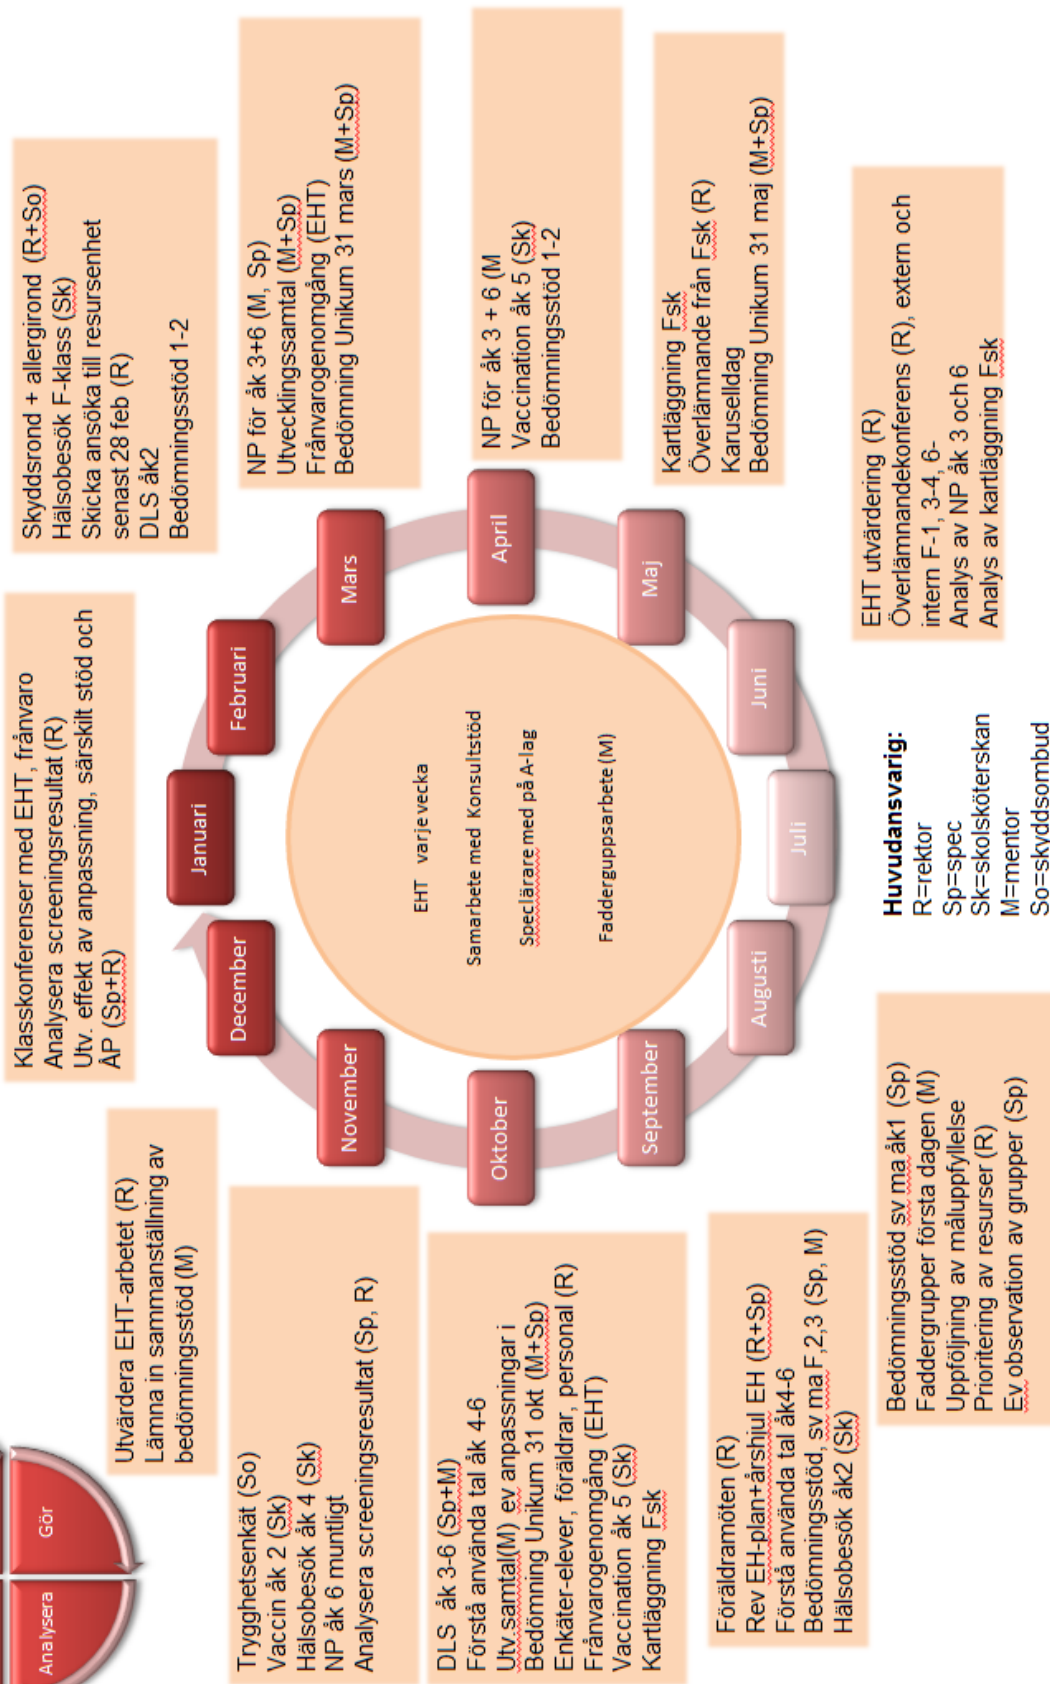 Analysera
Gör
Klasskonferenser med EHT, frånvaro
Analysera screeningsresultat (R)
Utv. effekt av anpassning, särskilt stöd och
ÅP (Sp+R)
Skyddsrond + allergirond (R+So)
Hälsobesök F-klass (Sk)
Skicka ansöka till resursenhet
senast 28 feb (R)
DLS åk2
Bedömningsstöd 1-2
NP för åk 3+6 (M, Sp)
Utvecklingssamtal (M+Sp)
Frånvarogenomgång (EHT)
Bedömning Unikum 31 mars (M+Sp)
NP för åk 3 + 6 (M
Vaccination åk 5 (Sk)
Bedömningsstöd 1-2
Kartläggning Fsk
Överlämnande från Fsk (R)
Karuselldag
Bedömning Unikum 31 maj (M+Sp)
EHT utvärdering (R)
Överlämnandekonferens (R), extern och
intern F-1, 3-4, 6-
Analys av NP åk 3 och 6
Analys av kartläggning Fsk
Bedömningsstöd sv ma åk1 (Sp)
Faddergrupper första dagen (M)
Uppföljning av måluppfyllelse
Prioritering av resurser (R)
Ev observation av grupper (Sp)
Föräldramöten (R)
Rev EH-plan+årshjul EH (R+Sp)
Förstå använda tal åk4-6
Bedömningsstöd, sv ma F,2,3 (Sp, M)
Hälsobesök åk2 (Sk)
DLS åk 3-6 (Sp+M)
Förstå använda tal åk 4-6
Utv.samtal(M) ev anpassningar i
Bedömning Unikum 31 okt (M+Sp)
Enkäter-elever, föräldrar, personal (R)
Frånvarogenomgång (EHT)
Vaccination åk 5 (Sk)
Kartläggning Fsk
Trygghetsenkät (So)
Vaccin åk 2 (Sk)
Hälsobesök åk 4 (Sk)
NP åk 6 muntligt
Analysera screeningsresultat (Sp, R)
Utvärdera EHT-arbetet (R)
Lämna in sammanställning av
bedömningsstöd (M)
Januari
Februari
Mars
April
Maj
Juni
Juli
Augusti
September
Oktober
November
December
EHT varje vecka
Samarbete med Konsultstöd
Speclärare med på A-lag
Fadderguppsarbete (M)
Huvudansvarig:
R=rektor
Sp=spec
Sk=skolsköterskan
M=mentor
So=skyddsombud